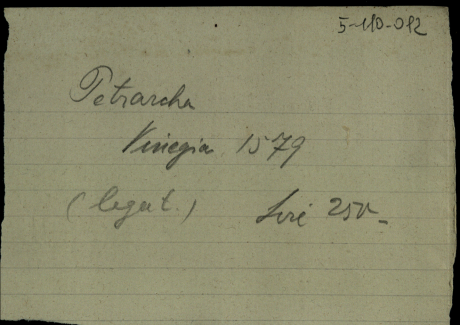 5-110-012
Petrarcha
Vinegia 1579
(legat.) Lire 250-